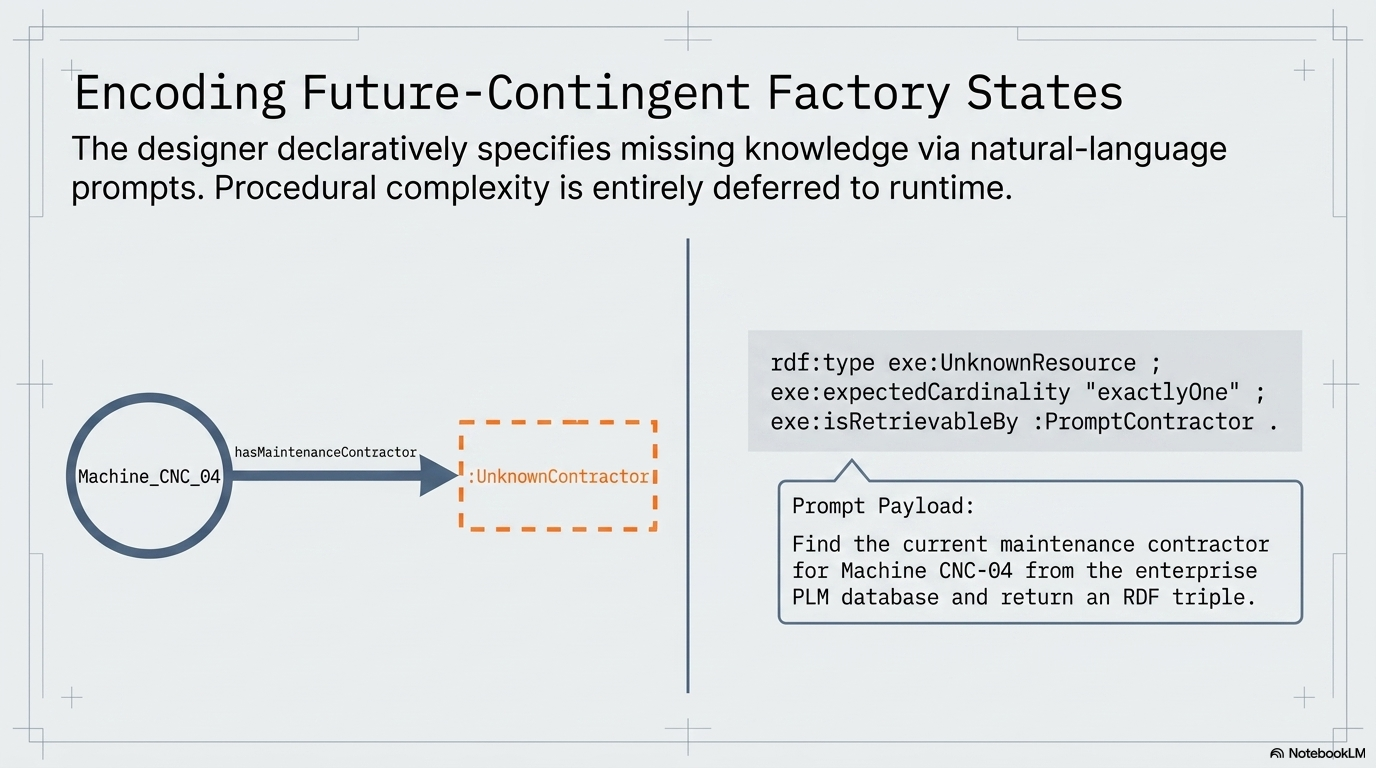 Encoding Future-Contingent Factory States
The designer declaratively specifies missing knowledge via natural-language
prompts. Procedural complexity is entirely deferred to runtime.
Machine_CNC_04
hasMaintenanceContractor
:UnknownContractor
rdf:type exe:UnknownResource ;
exe:expectedCardinality "exactlyOne" ;
exe:isRetrievableBy :PromptContractor .
Prompt Payload:
Find the current maintenance contractor
for Machine CNC-04 from the enterprise
PLM database and return an RDF triple.
NotebookLM